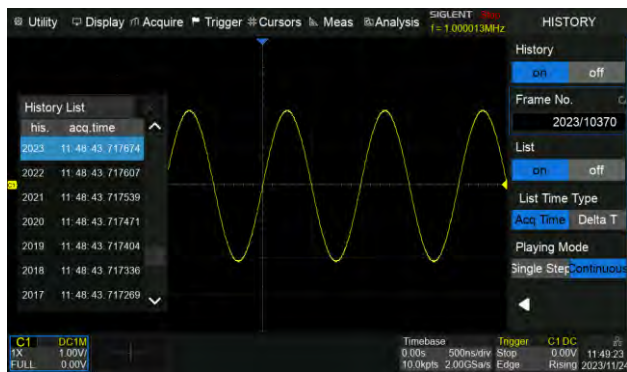 Utility Display Acquire Trigger Cursors Meas Analysis
SIGLENT Stop
f = 1.000013MHz
HISTORY
History
on off
Frame No.
2023/10370
List
on off
List Time Type
Acq Time Delta T
Playing Mode
Single Step Continuous
History List
his. acq.time
2023 11:48:43.717674
2022 11:48:43.717607
2021 11:48:43.717539
2020 11:48:43.717471
2019 11:48:43.717404
2018 11:48:43.717336
2017 11:48:43.717269
C1
C1 DC1M
1X 1.00V/
FULL 0.00V
Timebase
0.00s 500ns/div
10.0kpts 2.00GSa/s
Trigger C1 DC
Stop 0.00V
Edge Rising
11:49:23
2023/11/24